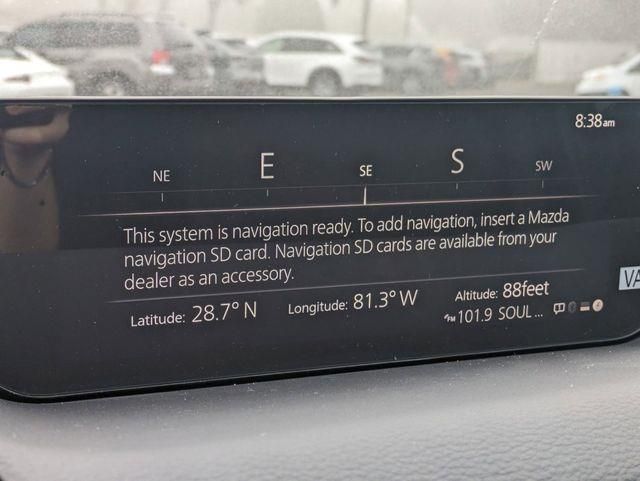 8:38am
NE E SE S SW
This system is navigation ready. To add navigation, insert a Mazda
navigation SD card. Navigation SD cards are available from your
dealer as an accessory.
Latitude: 28.7° N Longitude: 81.3° W Altitude: 88feet
FM 101.9 SOUL ...
VA